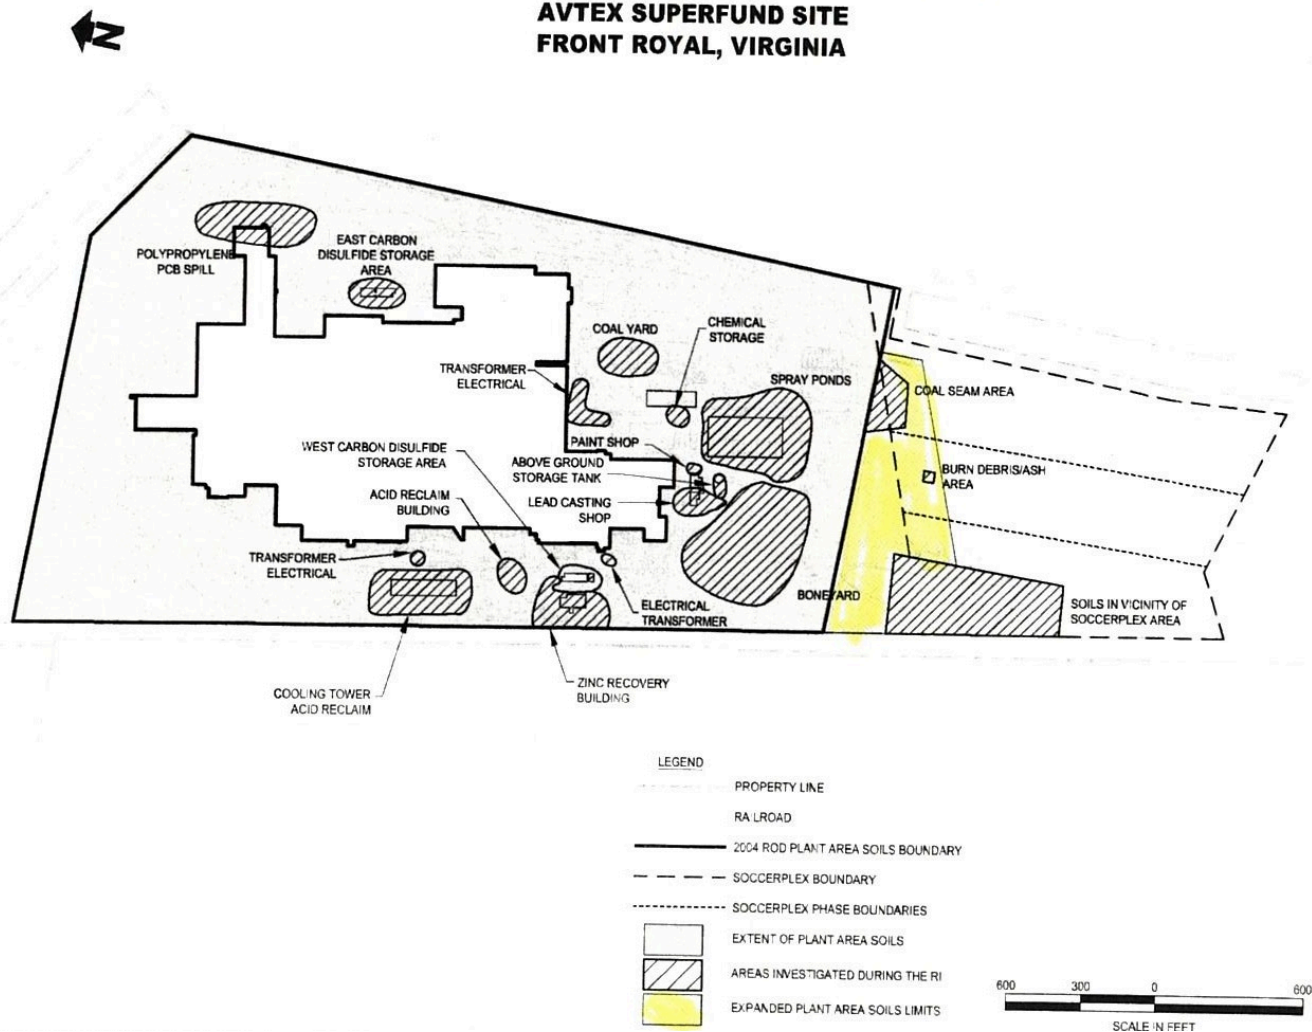 AVTEX SUPERFUND SITE
FRONT ROYAL, VIRGINIA
N
POLYPROPYLENE
PCB SPILL
EAST CARBON
DISULFIDE STORAGE
AREA
COAL YARD
CHEMICAL
STORAGE
TRANSFORMER
ELECTRICAL
SPRAY PONDS
COAL SEAM AREA
WEST CARBON DISULFIDE
STORAGE AREA
PAINT SHOP
ABOVE GROUND
STORAGE TANK
BURN DEBRIS/ASH
AREA
ACID RECLAIM
BUILDING
LEAD CASTING
SHOP
TRANSFORMER
ELECTRICAL
ELECTRICAL
TRANSFORMER
BONEYARD
SOILS IN VICINITY OF
SOCCERPLEX AREA
COOLING TOWER
ACID RECLAIM
ZINC RECOVERY
BUILDING
LEGEND
PROPERTY LINE
RAILROAD
2004 ROD PLANT AREA SOILS BOUNDARY
SOCCERPLEX BOUNDARY
SOCCERPLEX PHASE BOUNDARIES
EXTENT OF PLANT AREA SOILS
AREAS INVESTIGATED DURING THE RI
EXPANDED PLANT AREA SOILS LIMITS
600 300 0 600
SCALE IN FEET